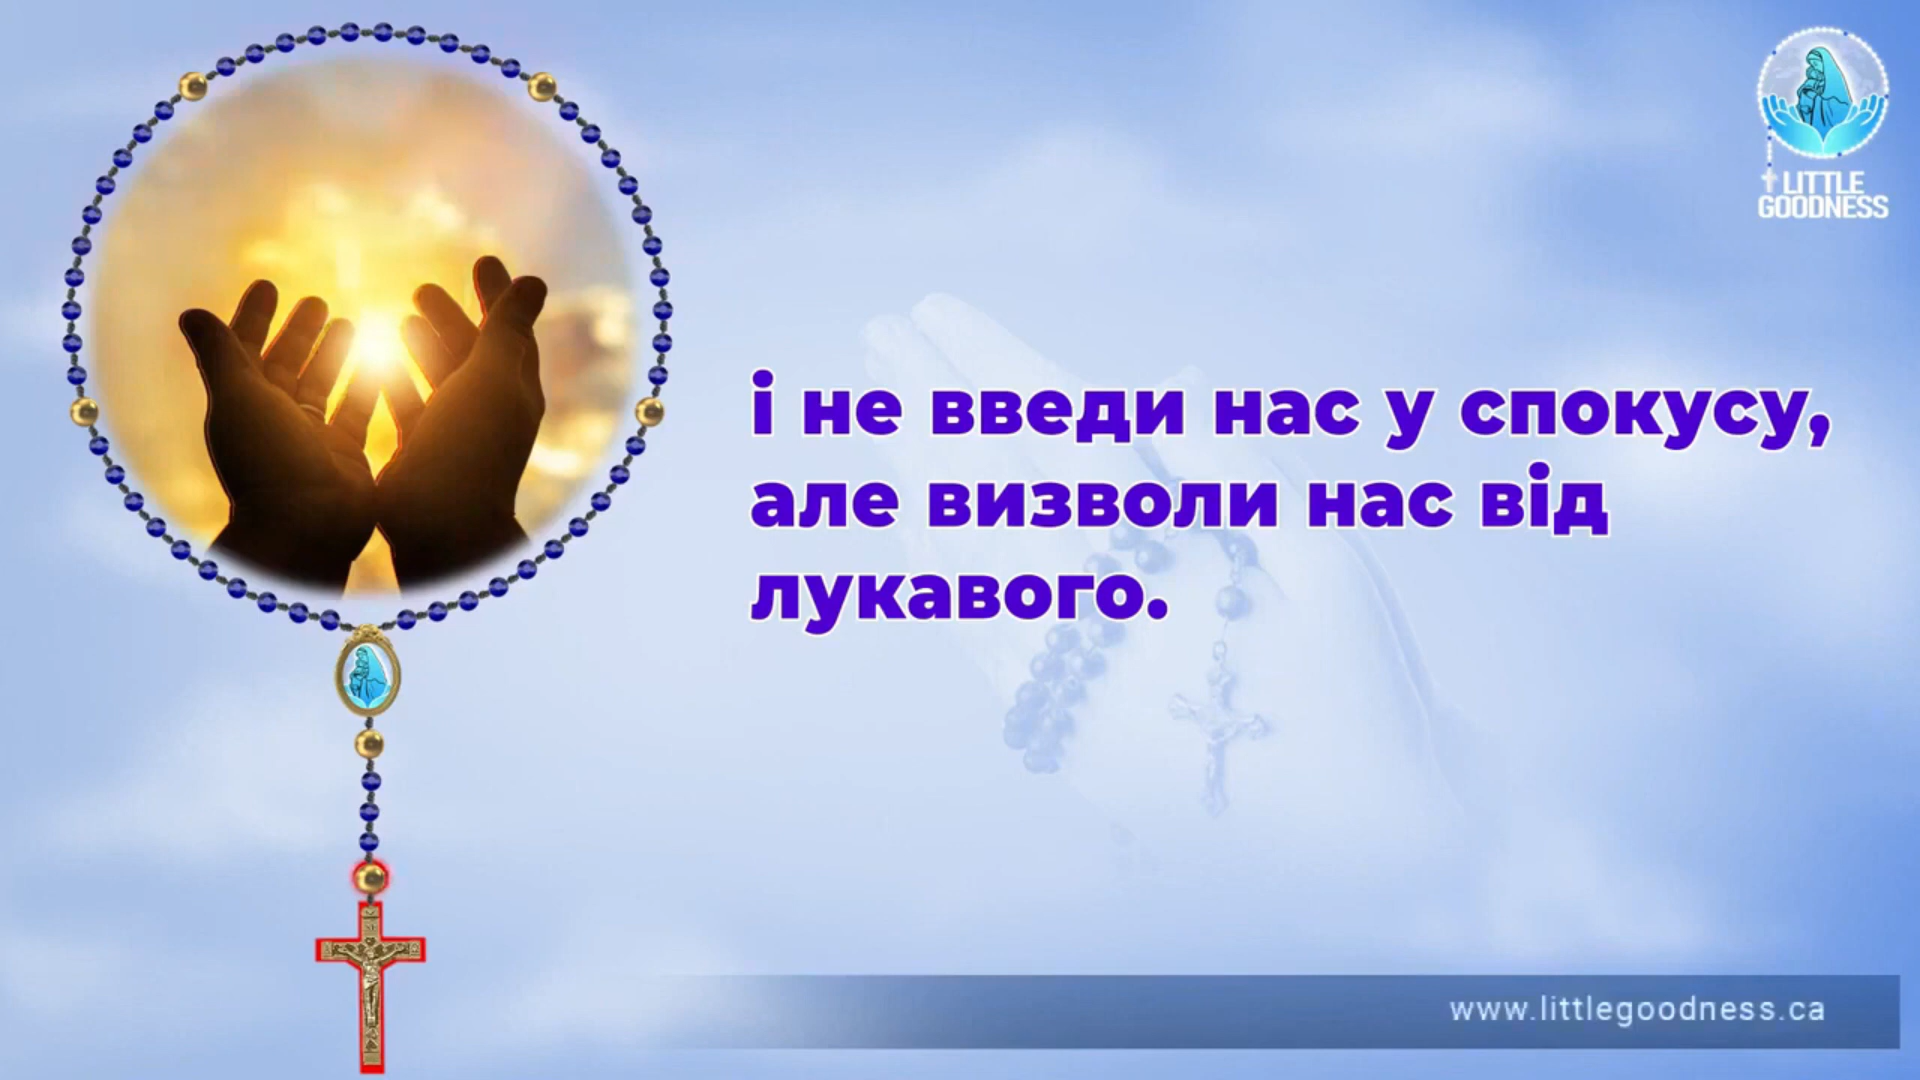 LITTLE
GOODNESS
і не введи нас у спокусу,
але визволи нас від
лукавого.
www.littlegoodness.ca